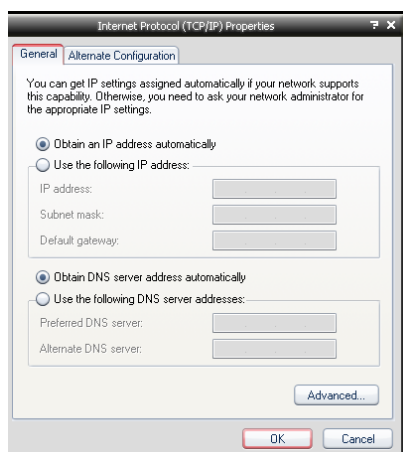 Internet Protocol (TCP/IP) Properties
General
Alternate Configuration
You can get IP settings assigned automatically if your network supports
this capability. Otherwise, you need to ask your network administrator for
the appropriate IP settings.
Obtain an IP address automatically
Use the following IP address:
IP address:
Subnet mask:
Default gateway:
Obtain DNS server address automatically
Use the following DNS server addresses:
Preferred DNS server:
Alternate DNS server:
Advanced...
OK
Cancel